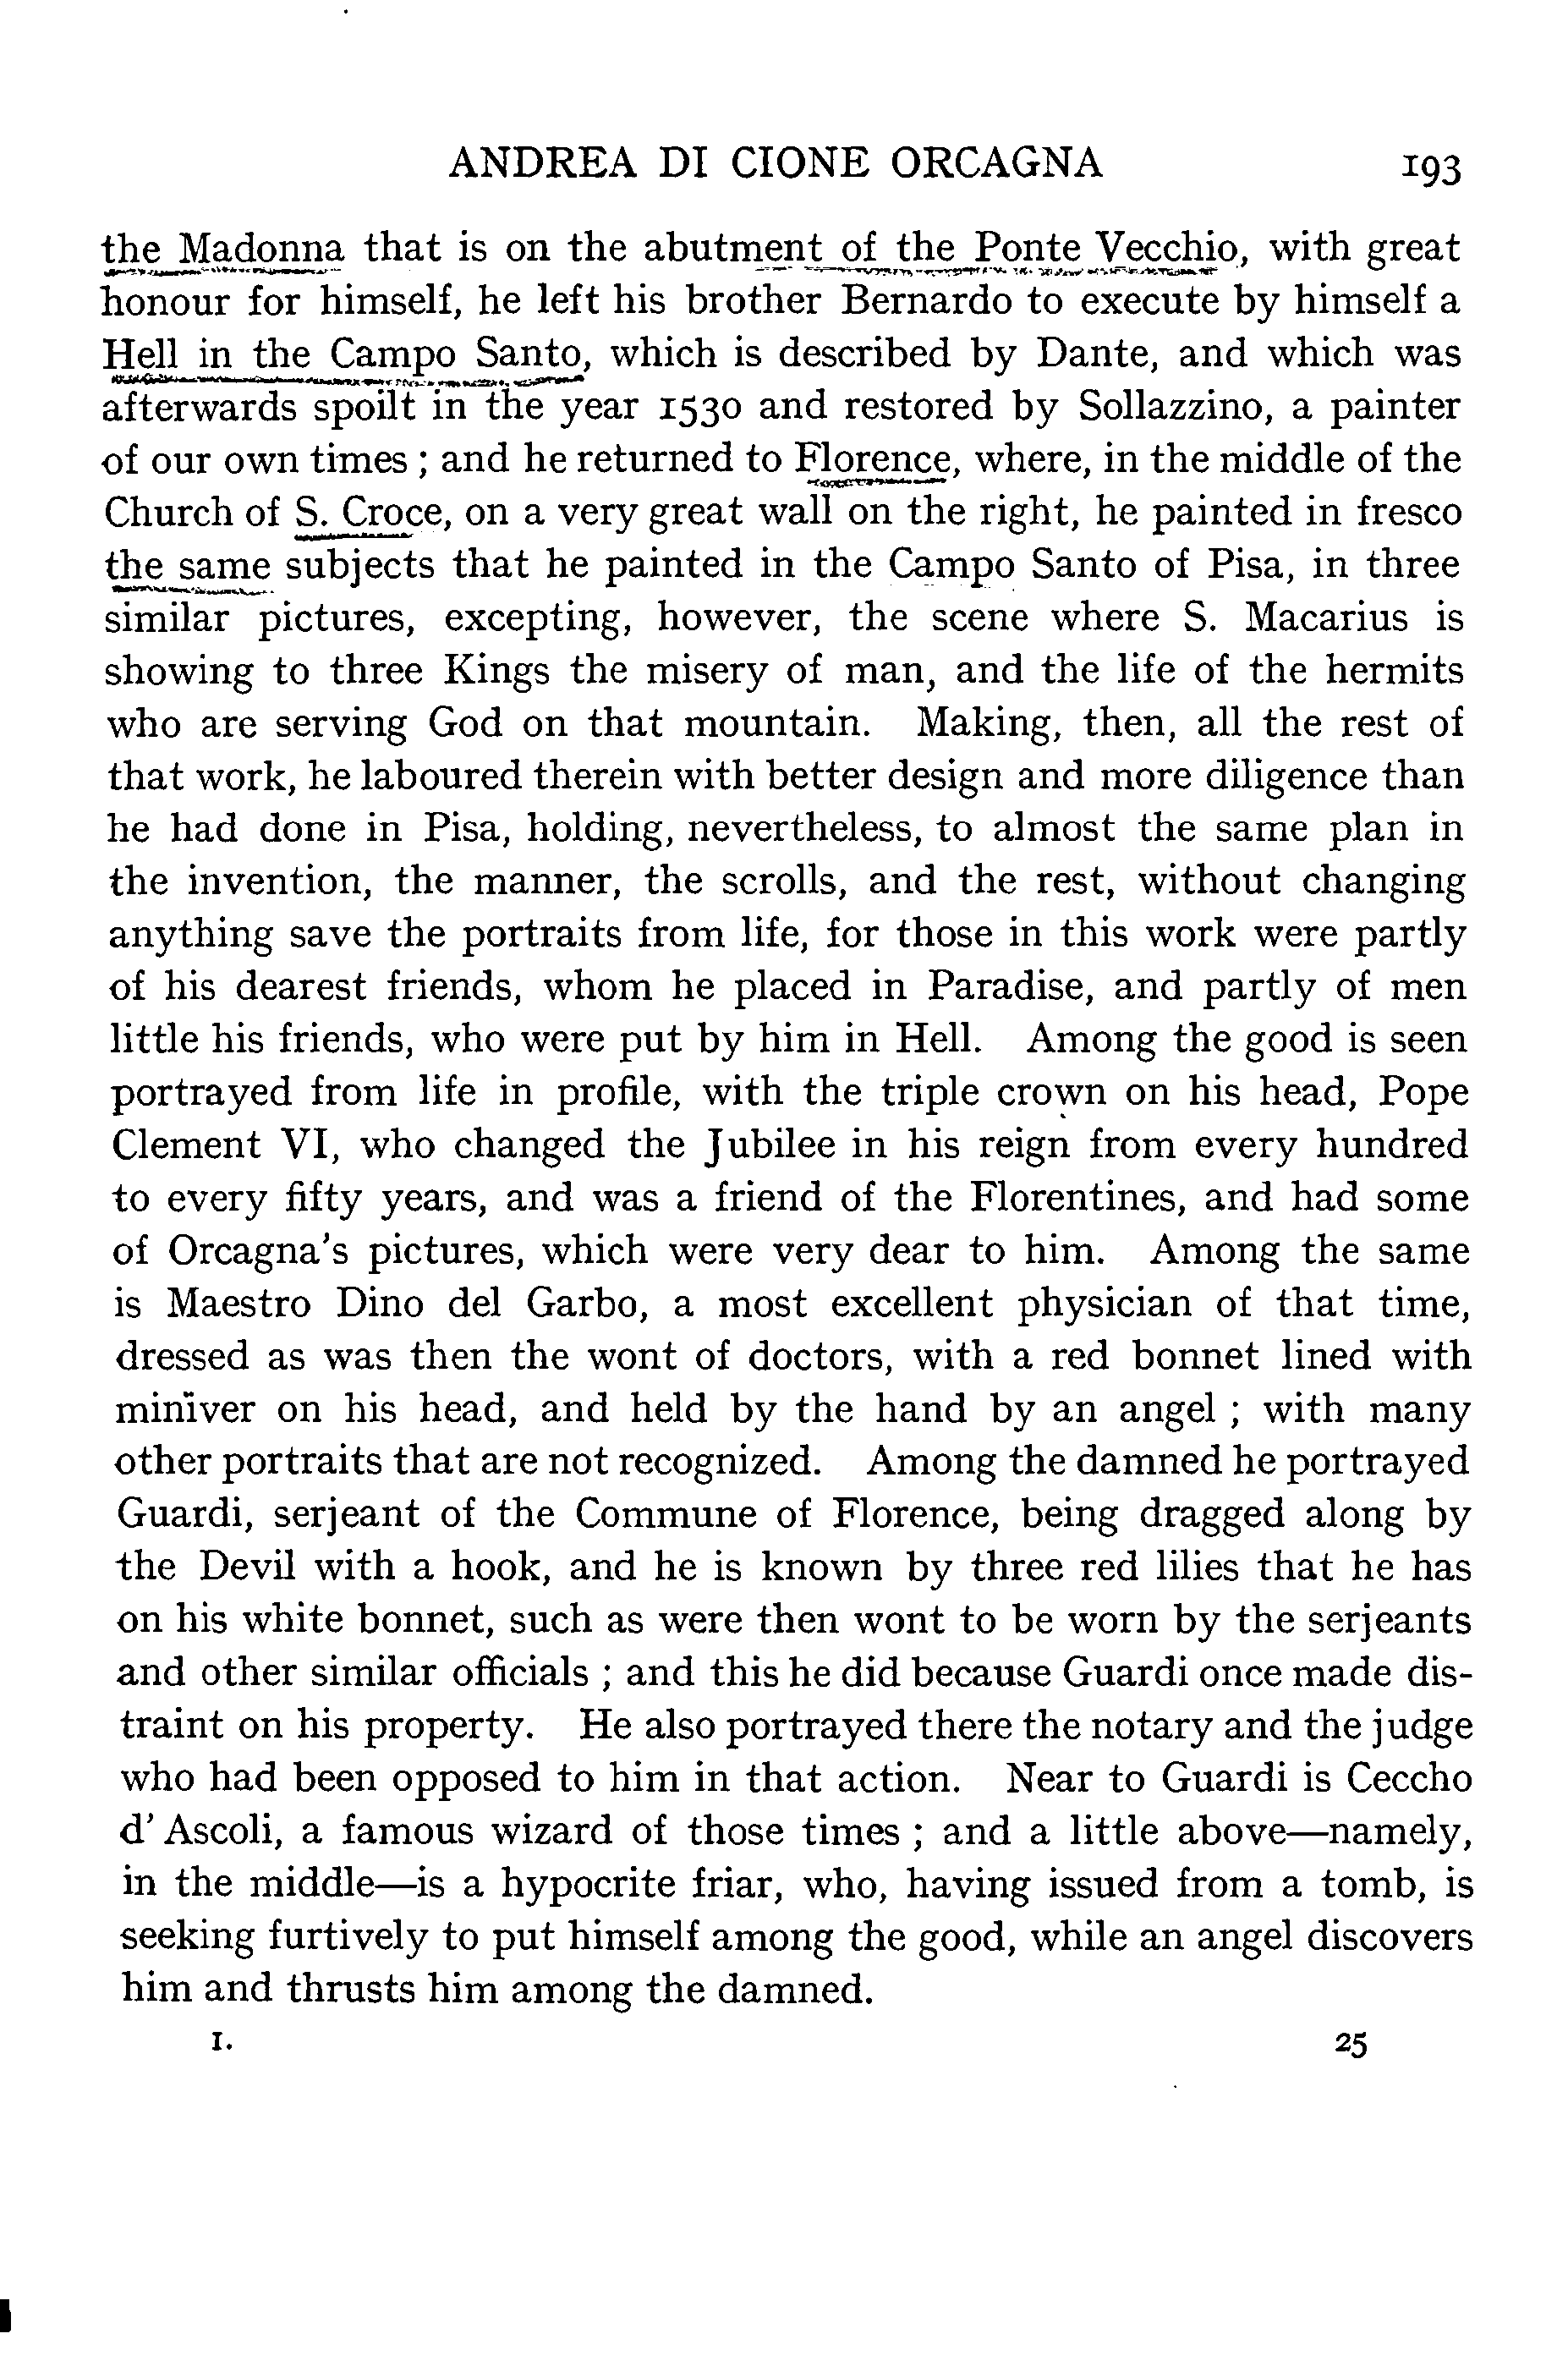 ANDREA DI CIONE ORCAGNA 193
the Madonna that is on the abutment of the Ponte Vecchio, with great
honour for himself, he left his brother Bernardo to execute by himself a
Hell in the Campo Santo, which is described by Dante, and which was
afterwards spoilt in the year 1530 and restored by Sollazzino, a painter
of our own times ; and he returned to Florence, where, in the middle of the
Church of S. Croce, on a very great wall on the right, he painted in fresco
the same subjects that he painted in the Campo Santo of Pisa, in three
similar pictures, excepting, however, the scene where S. Macarius is
showing to three Kings the misery of man, and the life of the hermits
who are serving God on that mountain. Making, then, all the rest of
that work, he laboured therein with better design and more diligence than
he had done in Pisa, holding, nevertheless, to almost the same plan in
the invention, the manner, the scrolls, and the rest, without changing
anything save the portraits from life, for those in this work were partly
of his dearest friends, whom he placed in Paradise, and partly of men
little his friends, who were put by him in Hell. Among the good is seen
portrayed from life in profile, with the triple crown on his head, Pope
Clement VI, who changed the Jubilee in his reign from every hundred
to every fifty years, and was a friend of the Florentines, and had some
of Orcagna's pictures, which were very dear to him. Among the same
is Maestro Dino del Garbo, a most excellent physician of that time,
dressed as was then the wont of doctors, with a red bonnet lined with
miniver on his head, and held by the hand by an angel ; with many
other portraits that are not recognized. Among the damned he portrayed
Guardi, serjeant of the Commune of Florence, being dragged along by
the Devil with a hook, and he is known by three red lilies that he has
on his white bonnet, such as were then wont to be worn by the serjeants
and other similar officials ; and this he did because Guardi once made dis-
traint on his property. He also portrayed there the notary and the judge
who had been opposed to him in that action. Near to Guardi is Ceccho
d' Ascoli, a famous wizard of those times ; and a little above—namely,
in the middle—is a hypocrite friar, who, having issued from a tomb, is
seeking furtively to put himself among the good, while an angel discovers
him and thrusts him among the damned.
I. 25